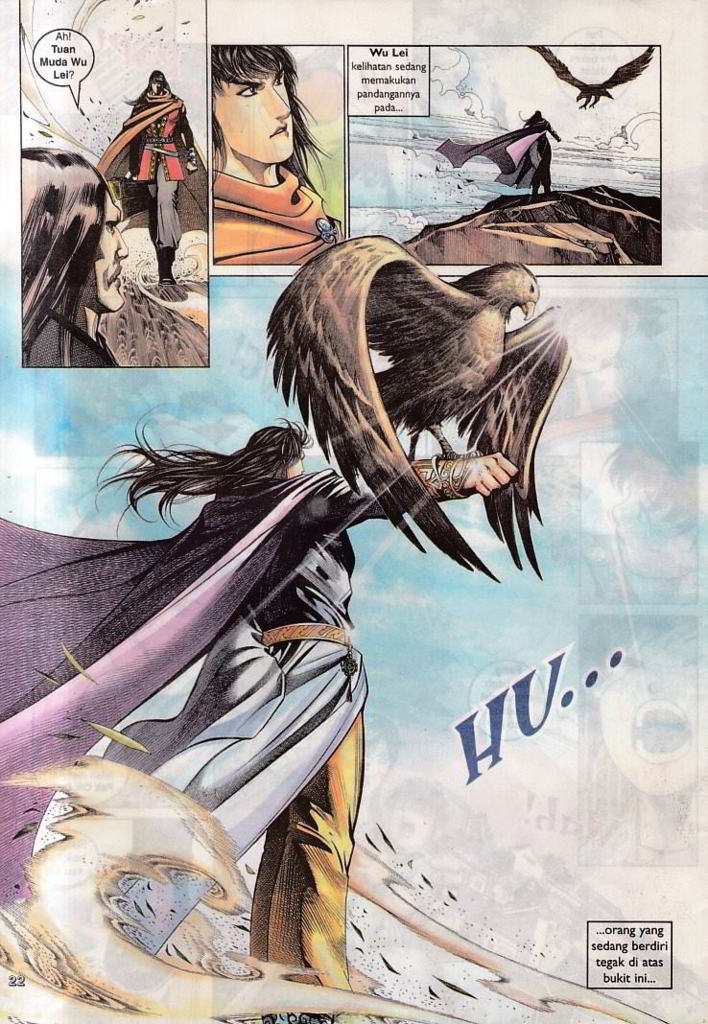 Ah!
Tuan
Muda Wu
Lei?
Wu Lei
kelihatan sedang
memakukan
pandangannya
pada...
HU...
...orang yang
sedang berdiri
tegak di atas
bukit ini...
22